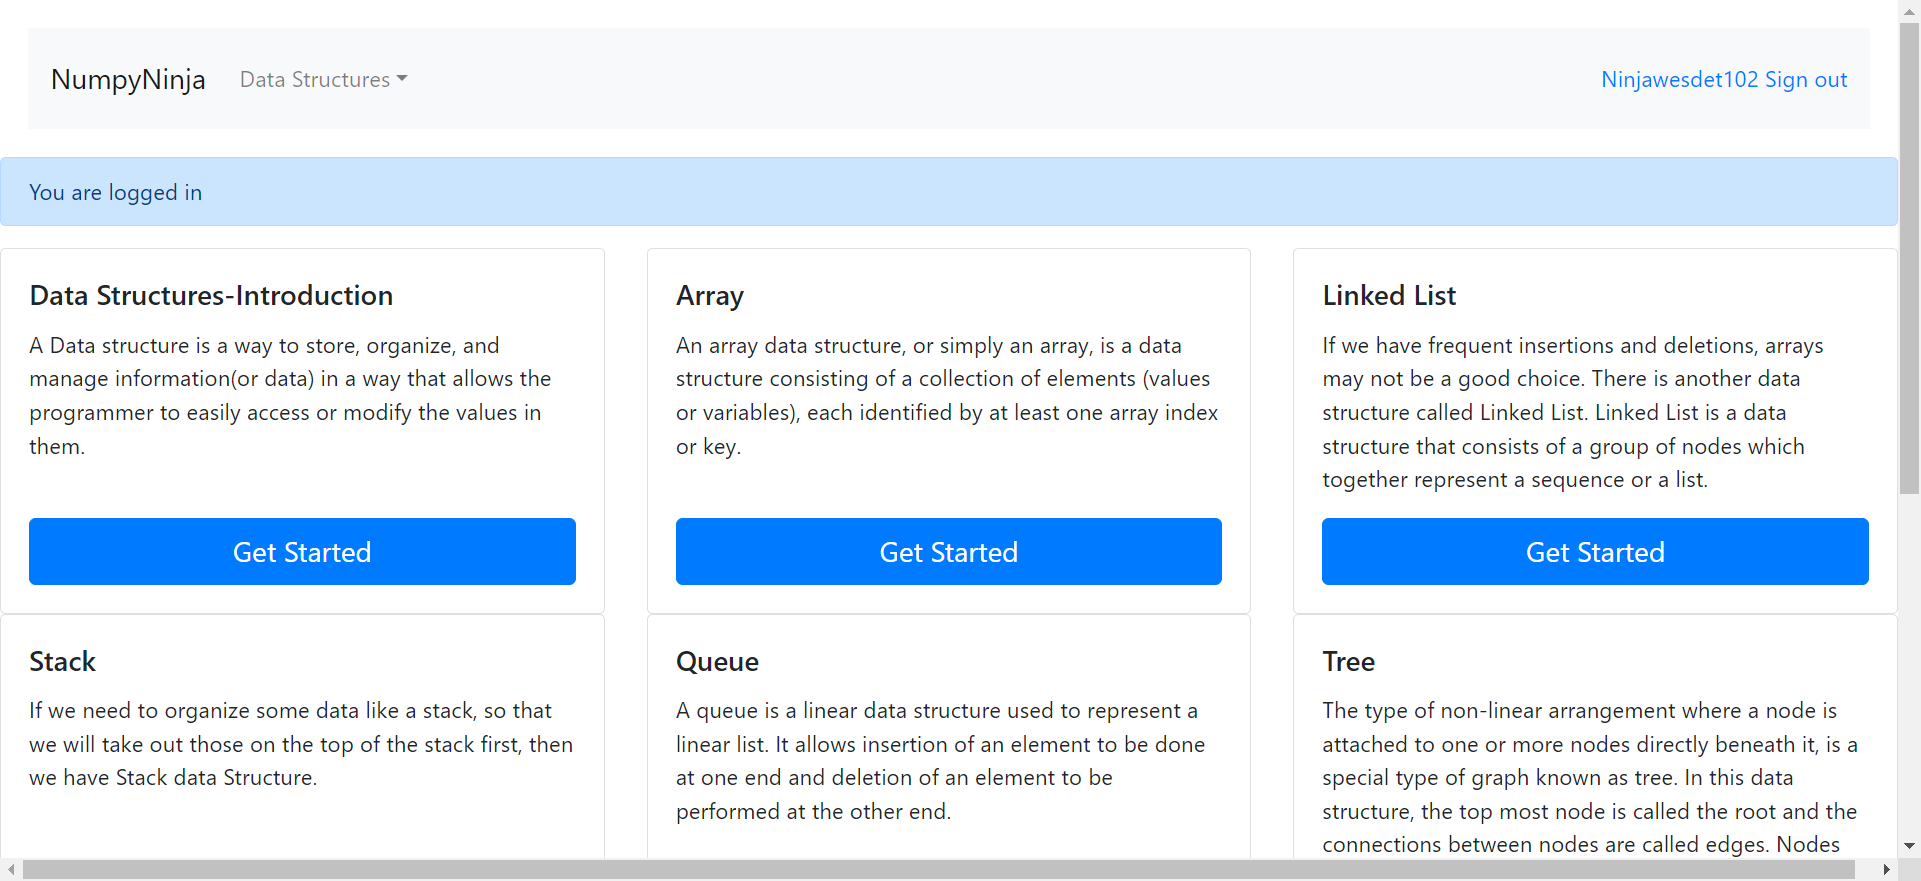 NumpyNinja Data Structures Ninjawesdet102 Sign out
You are logged in
Data Structures-Introduction
A Data structure is a way to store, organize, and
manage information(or data) in a way that allows the
programmer to easily access or modify the values in
them.
Get Started
Array
An array data structure, or simply an array, is a data
structure consisting of a collection of elements (values
or variables), each identified by at least one array index
or key.
Get Started
Linked List
If we have frequent insertions and deletions, arrays
may not be a good choice. There is another data
structure called Linked List. Linked List is a data
structure that consists of a group of nodes which
together represent a sequence or a list.
Get Started
Stack
If we need to organize some data like a stack, so that
we will take out those on the top of the stack first, then
we have Stack data Structure.
Queue
A queue is a linear data structure used to represent a
linear list. It allows insertion of an element to be done
at one end and deletion of an element to be
performed at the other end.
Tree
The type of non-linear arrangement where a node is
attached to one or more nodes directly beneath it, is a
special type of graph known as tree. In this data
structure, the top most node is called the root and the
connections between nodes are called edges. Nodes